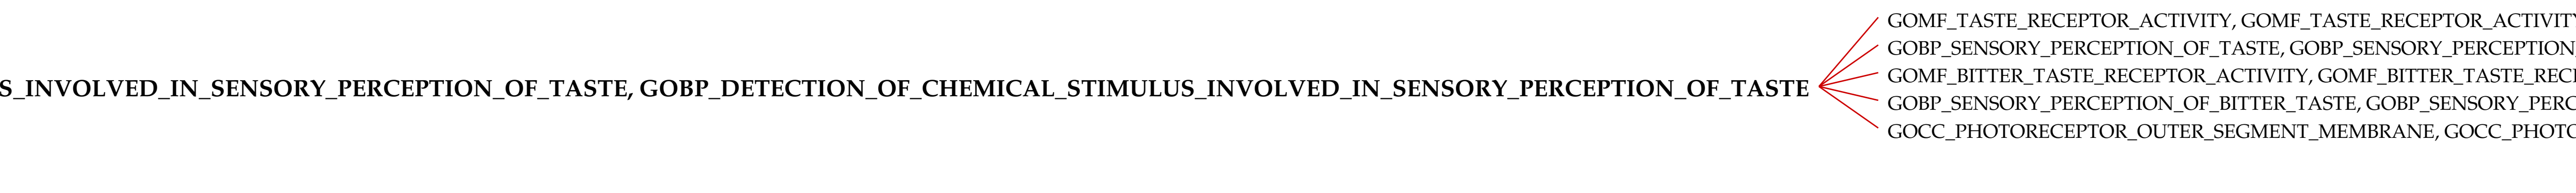 GOMF_TASTE_RECEPTOR_ACTIVITY, GOMF_TASTE_RECEPTOR_ACTIVITY
GOBP_SENSORY_PERCEPTION_OF_TASTE, GOBP_SENSORY_PERCEPTION
S_INVOLVED_IN_SENSORY_PERCEPTION_OF_TASTE, GOBP_DETECTION_OF_CHEMICAL_STIMULUS_INVOLVED_IN_SENSORY_PERCEPTION_OF_TASTE
GOMF_BITTER_TASTE_RECEPTOR_ACTIVITY, GOMF_BITTER_TASTE_REC
GOBP_SENSORY_PERCEPTION_OF_BITTER_TASTE, GOBP_SENSORY_PERC
GOCC_PHOTORECEPTOR_OUTER_SEGMENT_MEMBRANE, GOCC_PHOTO